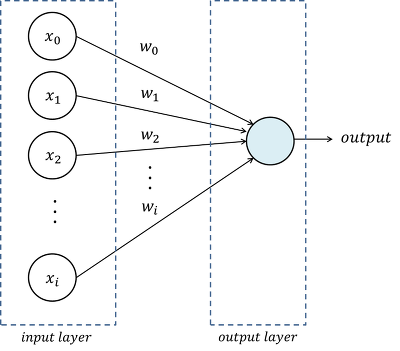 x₀
w₀
x₁
w₁
x₂
w₂
output
⋮
⋮
wᵢ
xᵢ
input layer
output layer